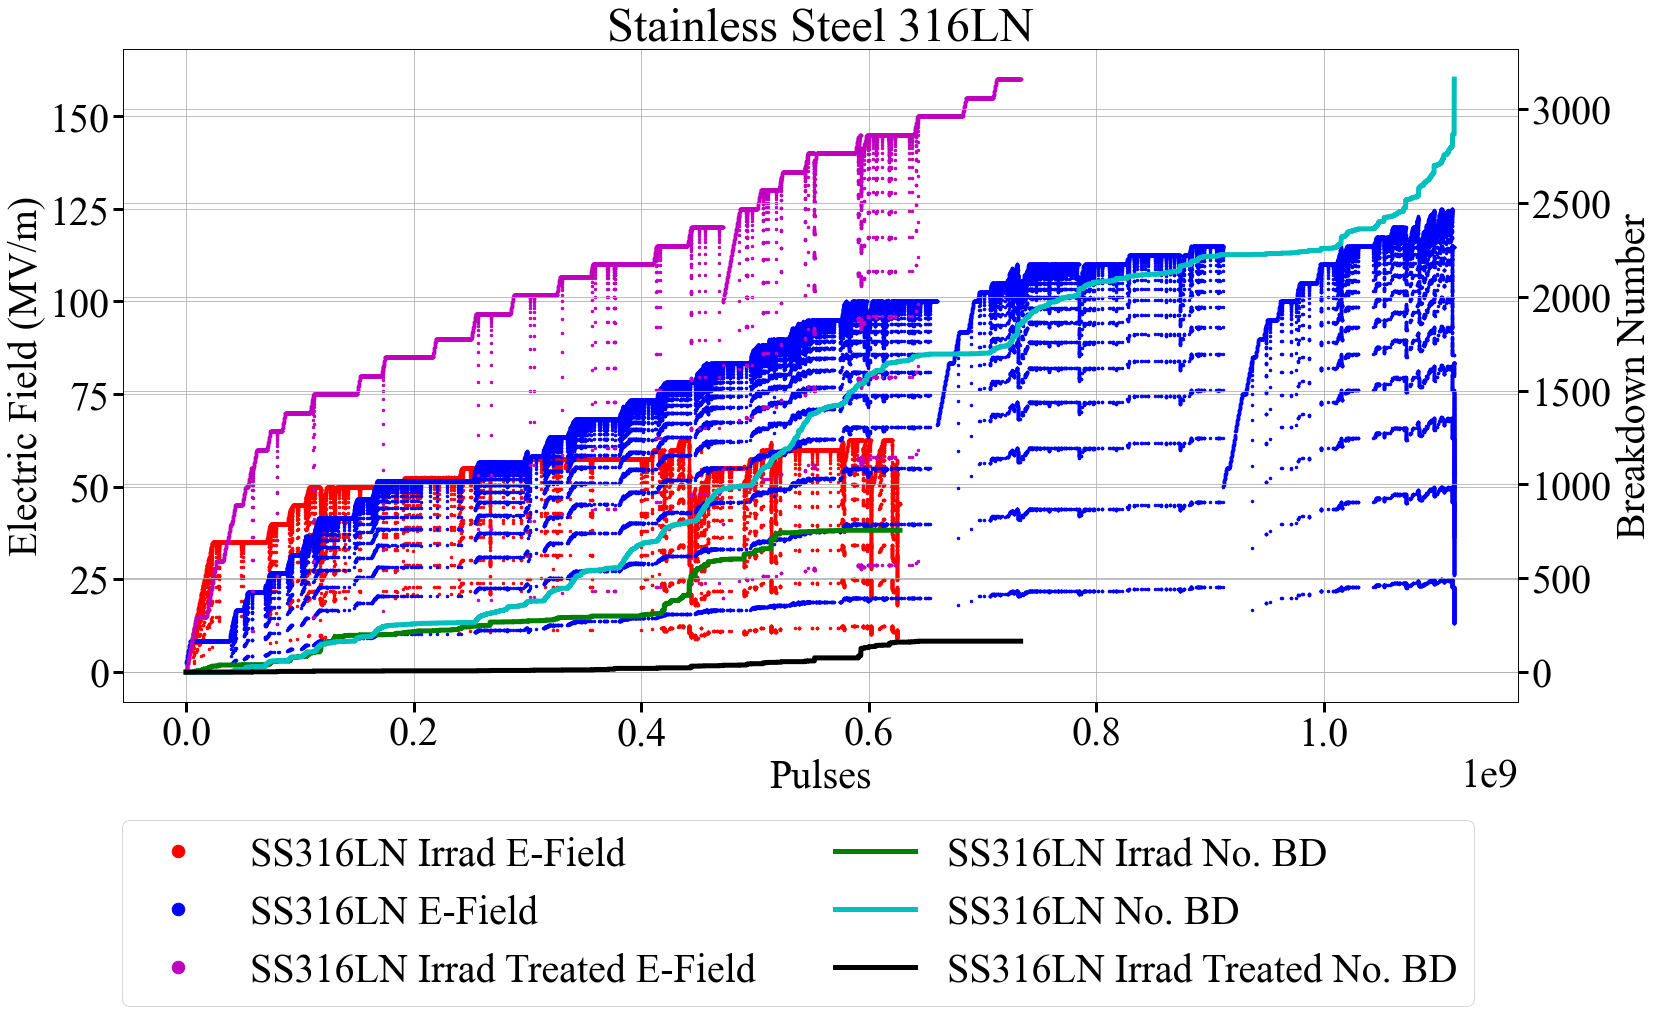 Stainless Steel 316LN
Electric Field (MV/m)
150
125
100
75
50
25
0
3000
2500
2000
1500
1000
500
0
Breakdown Number
0.0 0.2 0.4 0.6 0.8 1.0
Pulses
1e9
SS316LN Irrad E-Field
SS316LN E-Field
SS316LN Irrad Treated E-Field
SS316LN Irrad No. BD
SS316LN No. BD
SS316LN Irrad Treated No. BD